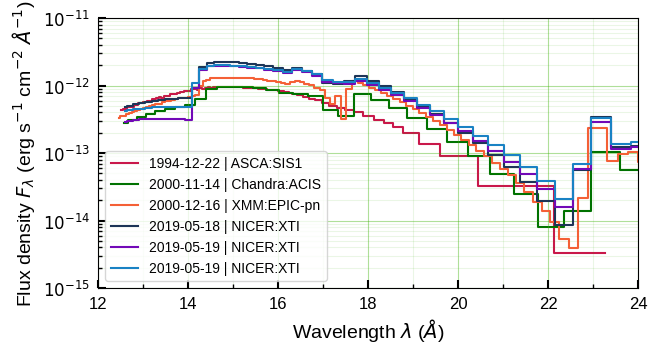 10⁻¹¹
10⁻¹²
10⁻¹³
10⁻¹⁴
10⁻¹⁵
Flux density Fλ (erg s⁻¹ cm⁻² Å⁻¹)
1994-12-22 | ASCA:SIS1
2000-11-14 | Chandra:ACIS
2000-12-16 | XMM:EPIC-pn
2019-05-18 | NICER:XTI
2019-05-19 | NICER:XTI
2019-05-19 | NICER:XTI
12 14 16 18 20 22 24
Wavelength λ (Å)